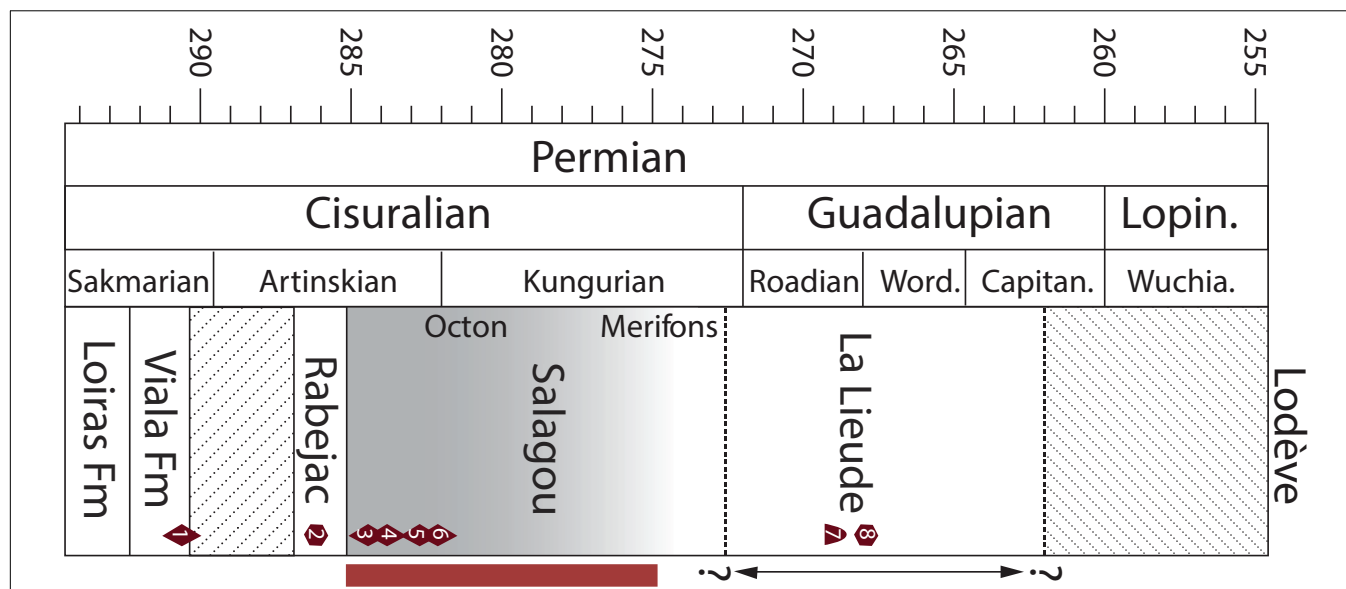 290 285 280 275 270 265 260 255
Permian
Cisuralian Guadalupian Lopin.
Sakmarian Artinskian Kungurian Roadian Word. Capitan. Wuchia.
Octon Merifons
Loiras Fm
Viala Fm
Rabejac
Salagou
La Lieude
Lodève
1 2 3 4 5 6 7 8
? ?